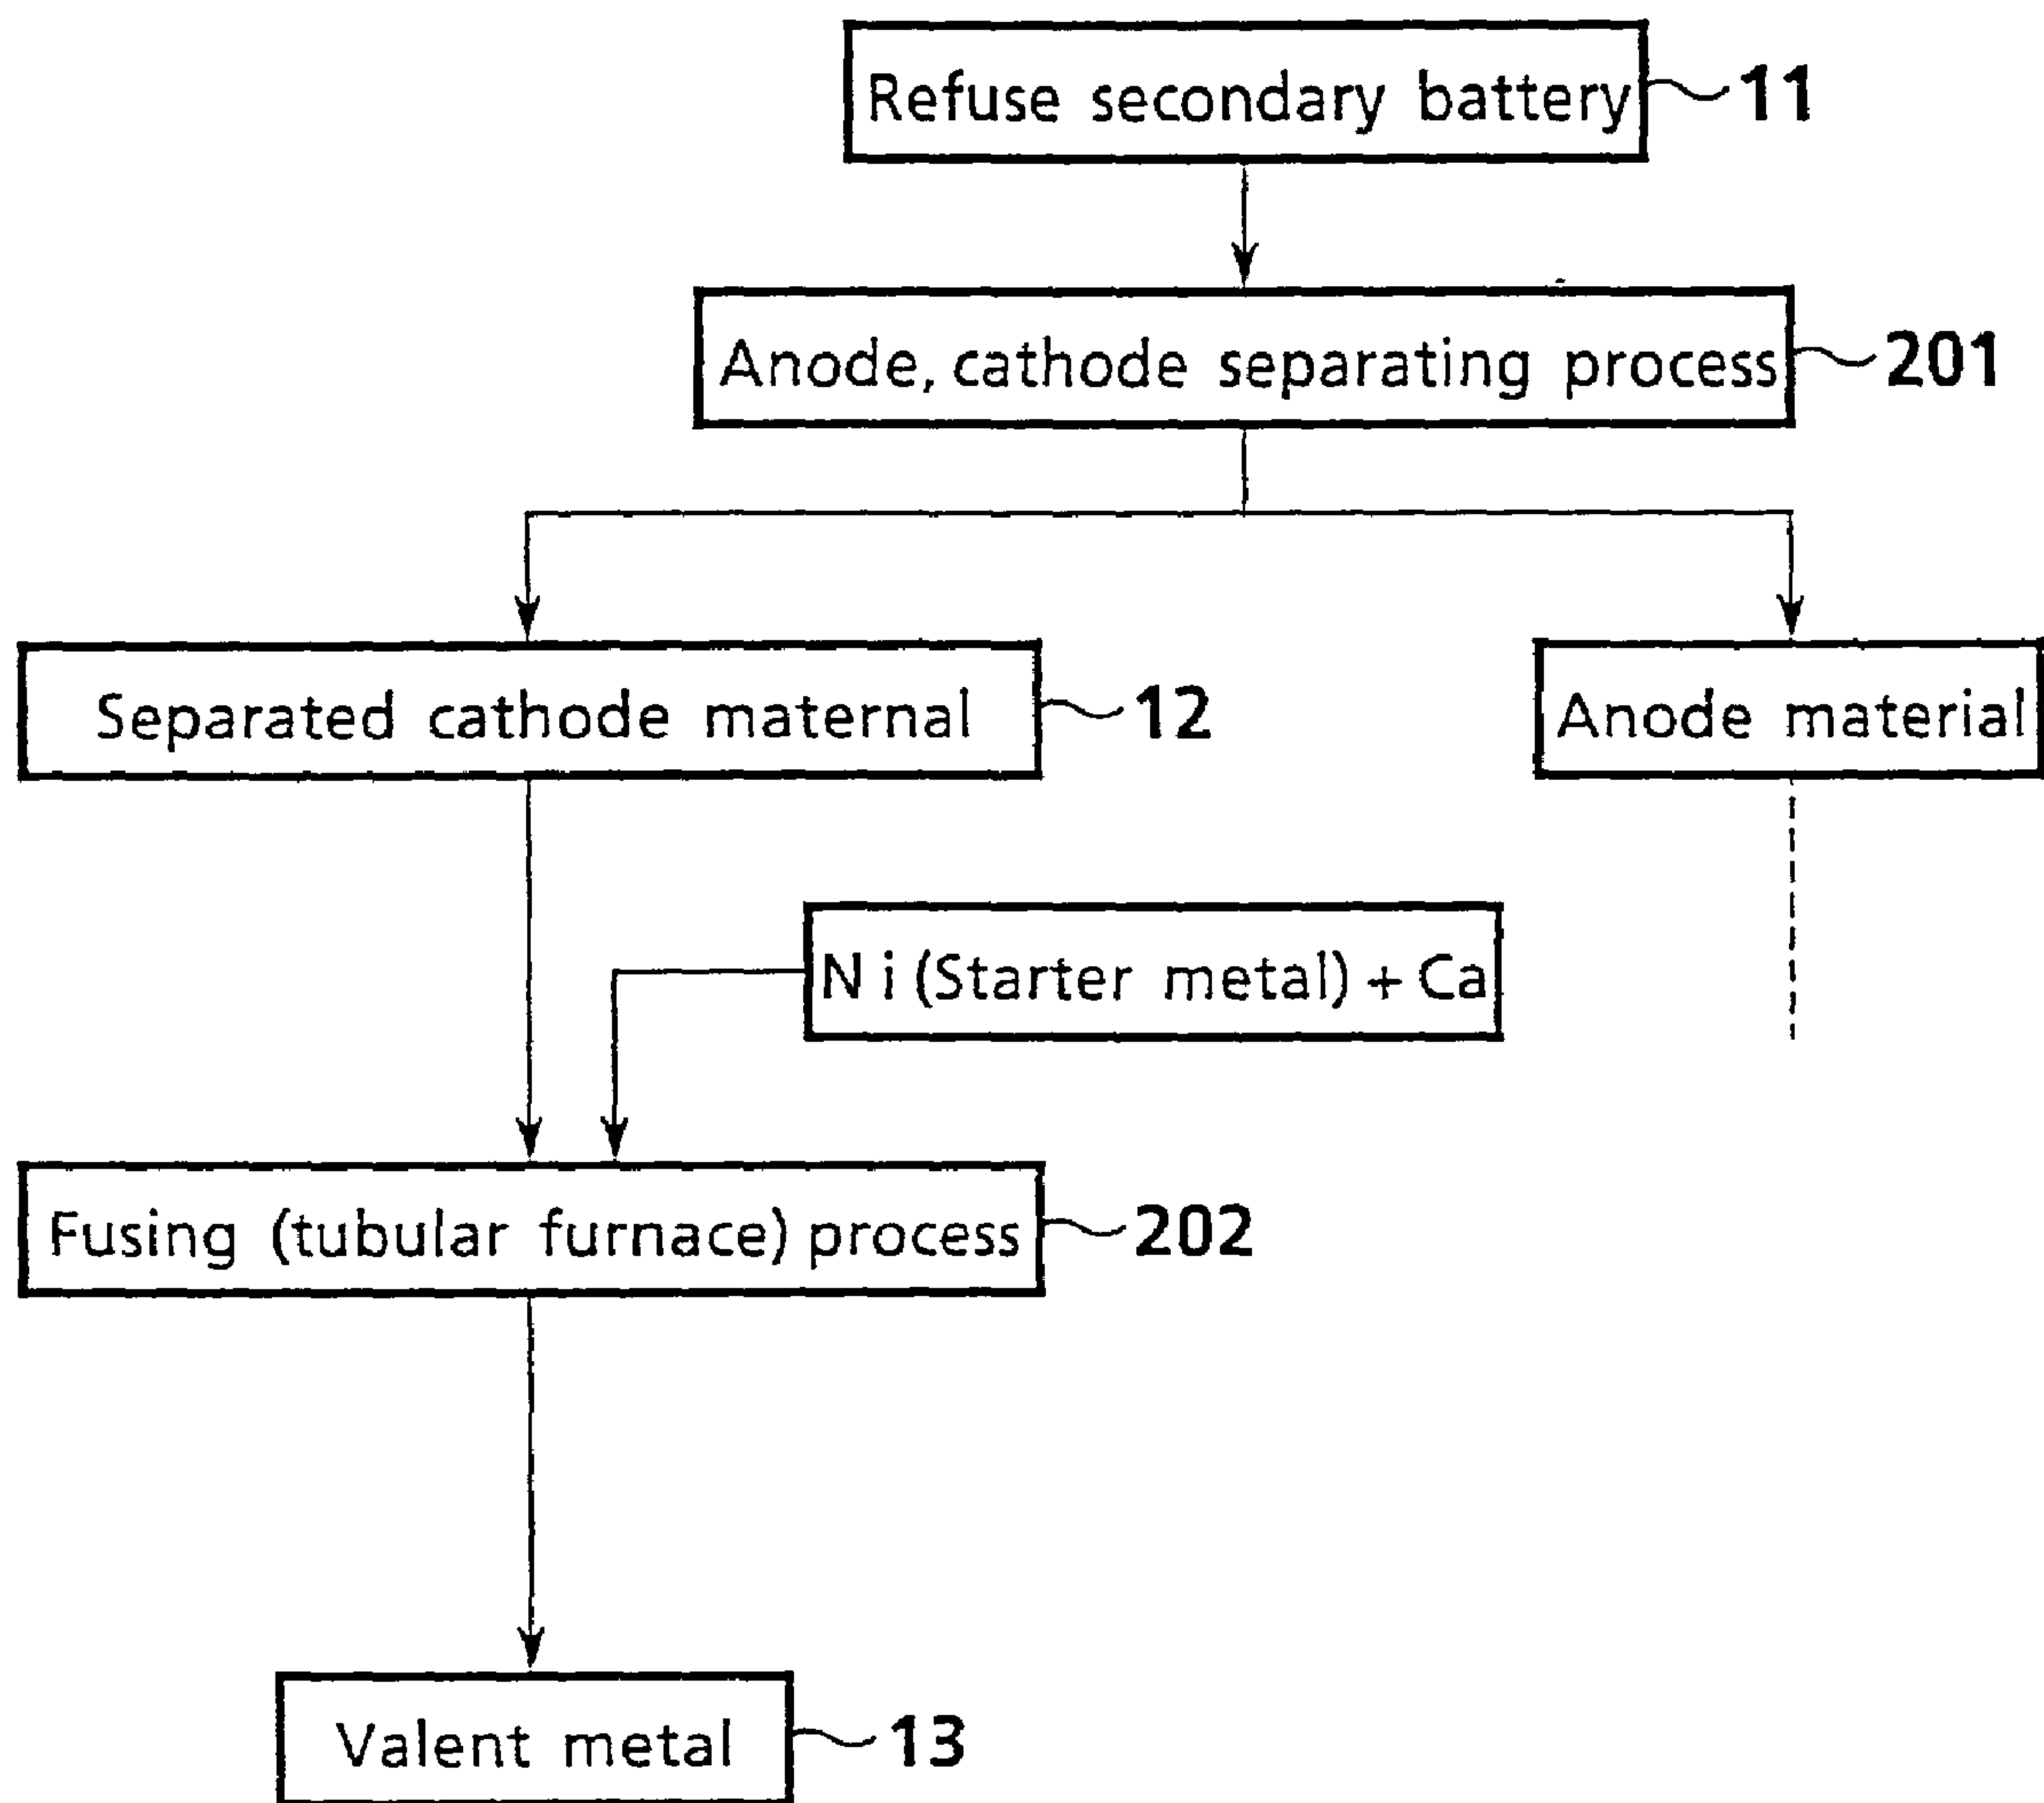 Refuse secondary battery 11
Anode, cathode separating process 201
Separated cathode maternal 12
Anode material
Ni (Starter metal) + Ca
Fusing (tubular furnace) process 202
Valent metal 13